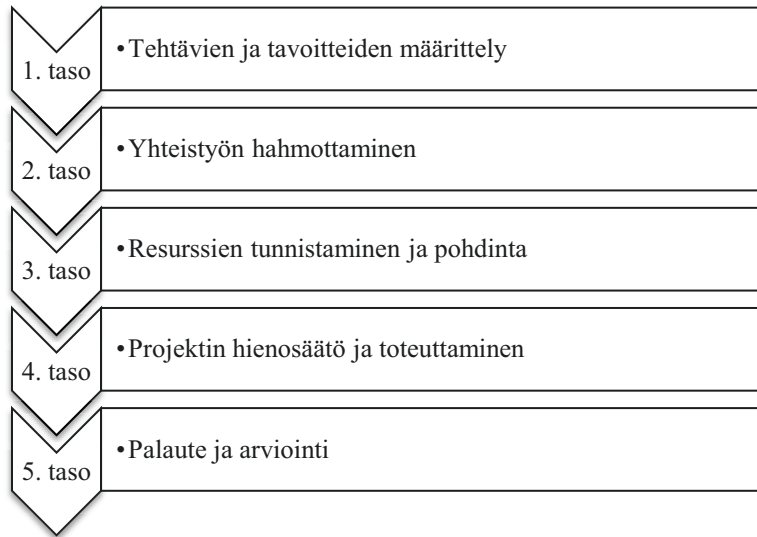 1. taso
•Tehtävien ja tavoitteiden määrittely
2. taso
•Yhteistyön hahmottaminen
3. taso
•Resurssien tunnistaminen ja pohdinta
4. taso
•Projektin hienosäätö ja toteuttaminen
5. taso
•Palaute ja arviointi